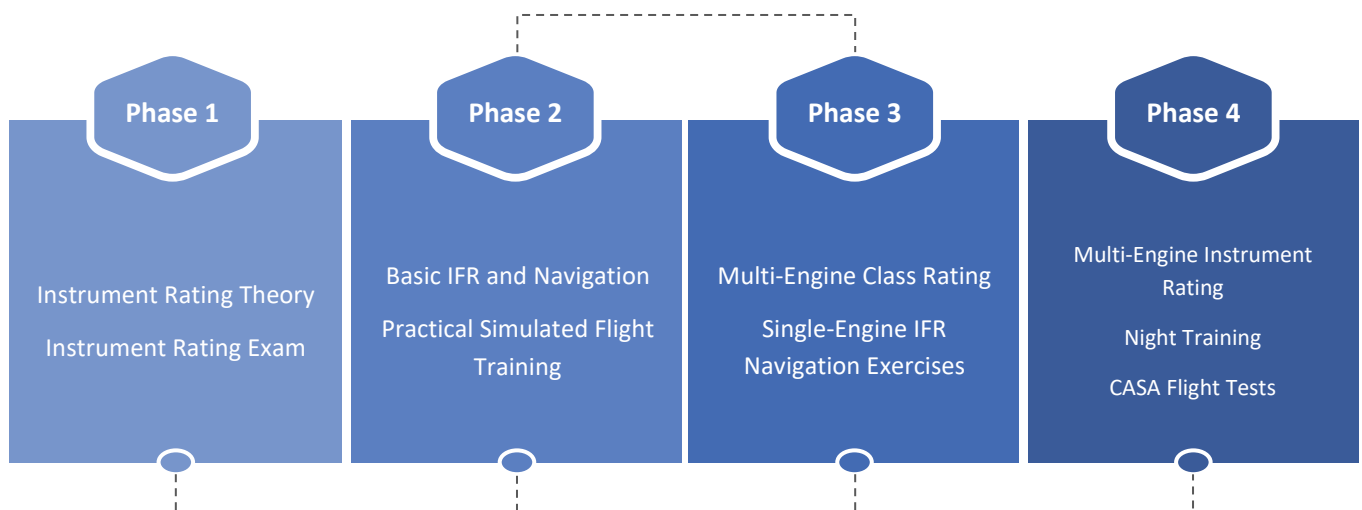 Phase 1
Instrument Rating Theory
Instrument Rating Exam
Phase 2
Basic IFR and Navigation
Practical Simulated Flight
Training
Phase 3
Multi-Engine Class Rating
Single-Engine IFR
Navigation Exercises
Phase 4
Multi-Engine Instrument
Rating
Night Training
CASA Flight Tests